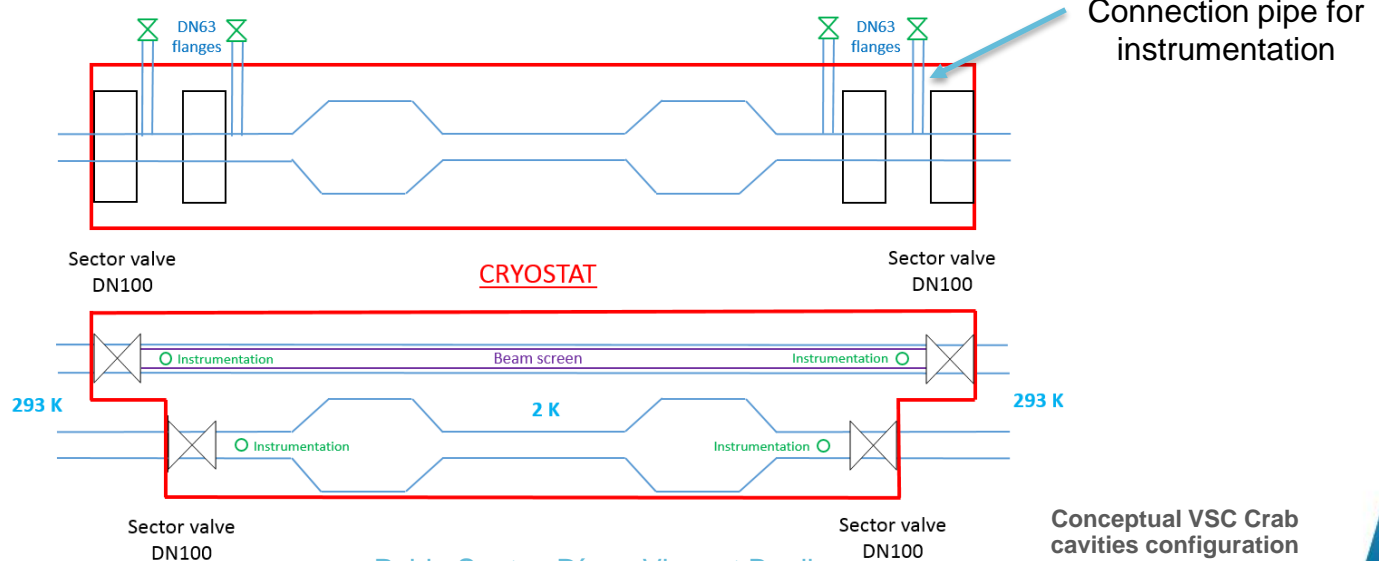 Connection pipe for
instrumentation
DN63
flanges
DN63
flanges
Sector valve
DN100
CRYOSTAT
Sector valve
DN100
Instrumentation
Beam screen
Instrumentation
293 K
2 K
293 K
Instrumentation
Instrumentation
Sector valve
DN100
Sector valve
DN100
Conceptual VSC Crab
cavities configuration